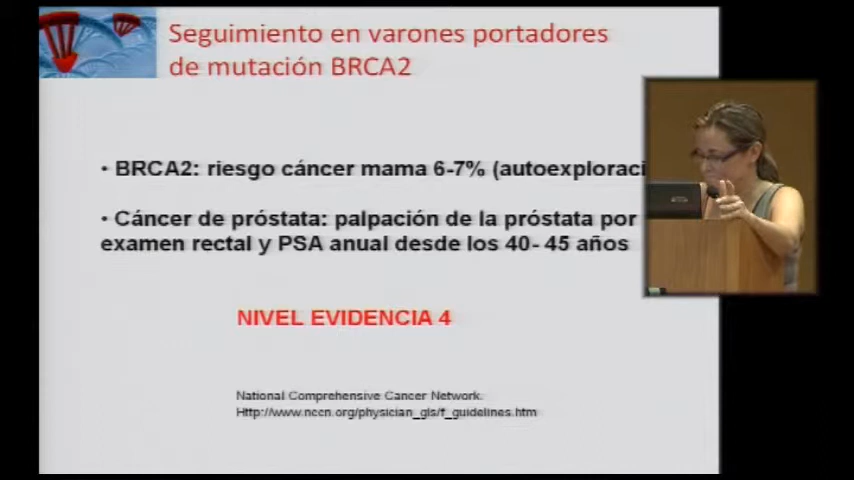 Seguimiento en varones portadores
de mutación BRCA2
• BRCA2: riesgo cáncer mama 6-7% (autoexploraci
• Cáncer de próstata: palpación de la próstata por
examen rectal y PSA anual desde los 40- 45 años
NIVEL EVIDENCIA 4
National Comprehensive Cancer Network.
Http://www.nccn.org/physician_gls/f_guidelines.htm